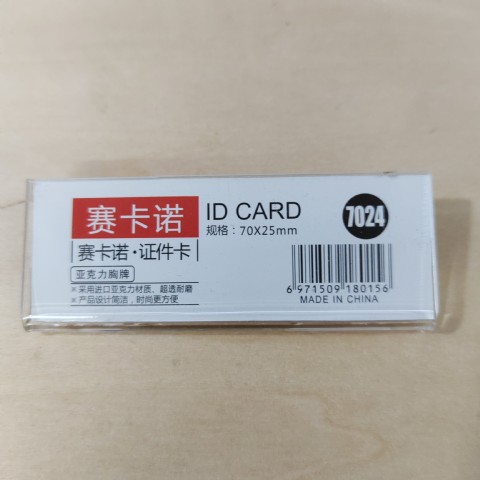 赛卡诺
ID CARD
规格：70X25mm
7024
赛卡诺·证件卡
亚克力胸牌
※采用进口亚克力材质、超透耐磨
※产品设计简洁，时尚更方便
6 971509 180156
MADE IN CHINA